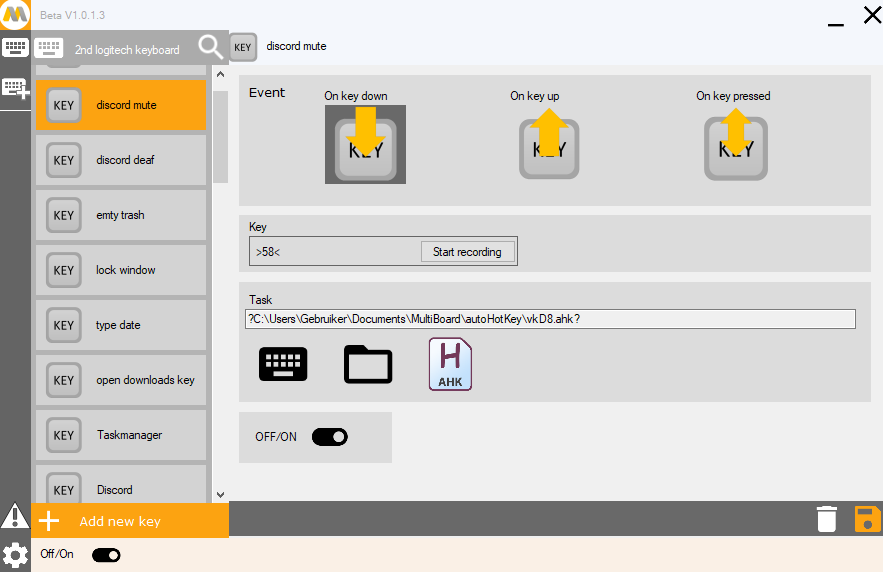 Beta V1.0.1.3
2nd logitech keyboard
KEY discord mute
KEY discord mute
KEY discord deaf
KEY emty trash
KEY lock window
KEY type date
KEY open downloads key
KEY Taskmanager
KEY Discord
Add new key
Off/On
Event
On key down
On key up
On key pressed
KEY
KEY
KEY
Key
>58<
Start recording
Task
?C:\Users\Gebruiker\Documents\MultiBoard\autoHotKey\vkD8.ahk?
H
AHK
OFF/ON